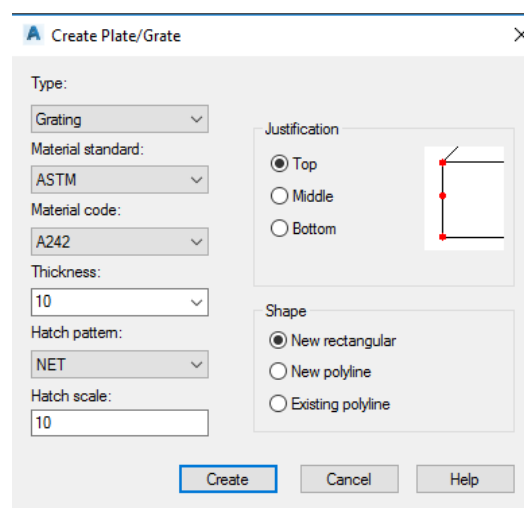 Create Plate/Grate
Type:
Grating
Material standard:
ASTM
Material code:
A242
Thickness:
10
Hatch pattern:
NET
Hatch scale:
10
Justification
Top
Middle
Bottom
Shape
New rectangular
New polyline
Existing polyline
Create Cancel Help